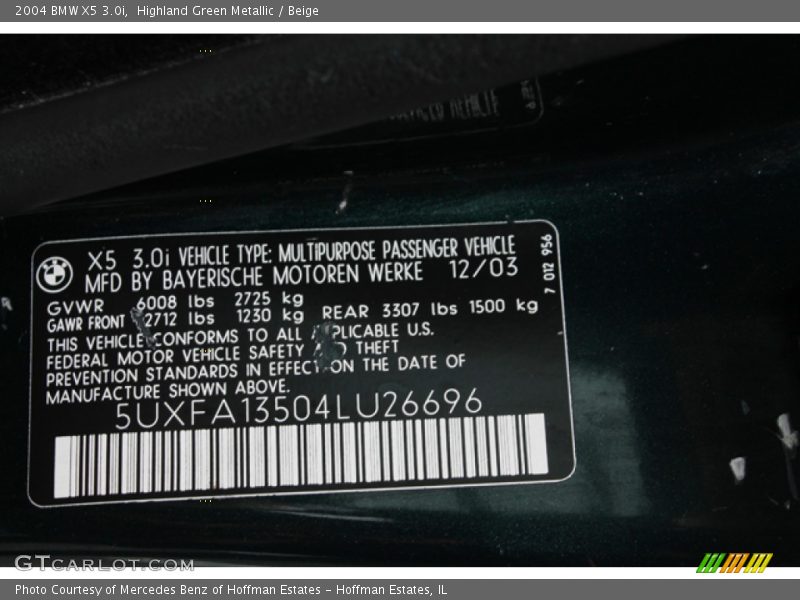 2004 BMW X5 3.0i, Highland Green Metallic / Beige
X5 3.0i VEHICLE TYPE: MULTIPURPOSE PASSENGER VEHICLE
MFD BY BAYERISCHE MOTOREN WERKE 12/03
7 012 956
GVWR 6008 lbs 2725 kg
GAWR FRONT 2712 lbs 1230 kg REAR 3307 lbs 1500 kg
THIS VEHICLE CONFORMS TO ALL APPLICABLE U.S.
FEDERAL MOTOR VEHICLE SAFETY THEFT
PREVENTION STANDARDS IN EFFECT ON THE DATE OF
MANUFACTURE SHOWN ABOVE.
5UXFA13504LU26696
GTCARLOT.COM
Photo Courtesy of Mercedes Benz of Hoffman Estates - Hoffman Estates, IL